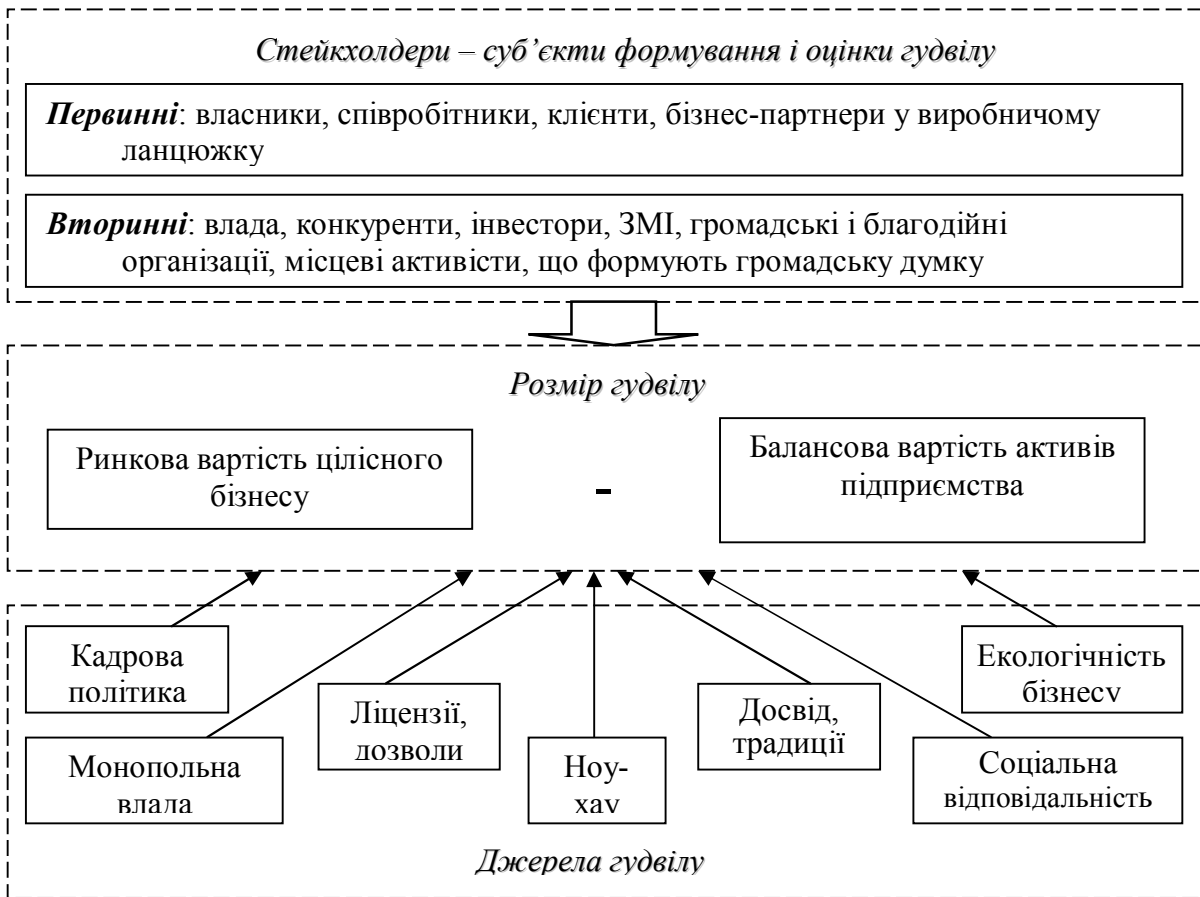 Стейкхолдери – суб’єкти формування і оцінки гудвілу
Первинні: власники, співробітники, клієнти, бізнес-партнери у виробничому
ланцюжку
Вторинні: влада, конкуренти, інвестори, ЗМІ, громадські і благодійні
організації, місцеві активісти, що формують громадську думку
Розмір гудвілу
Ринкова вартість цілісного
бізнесу
-
Балансова вартість активів
підприємства
Кадрова
політика
Екологічність
бізнесу
Ліцензії,
дозволи
Досвід,
традиції
Монопольна
влада
Ноу-
хау
Соціальна
відповідальність
Джерела гудвілу